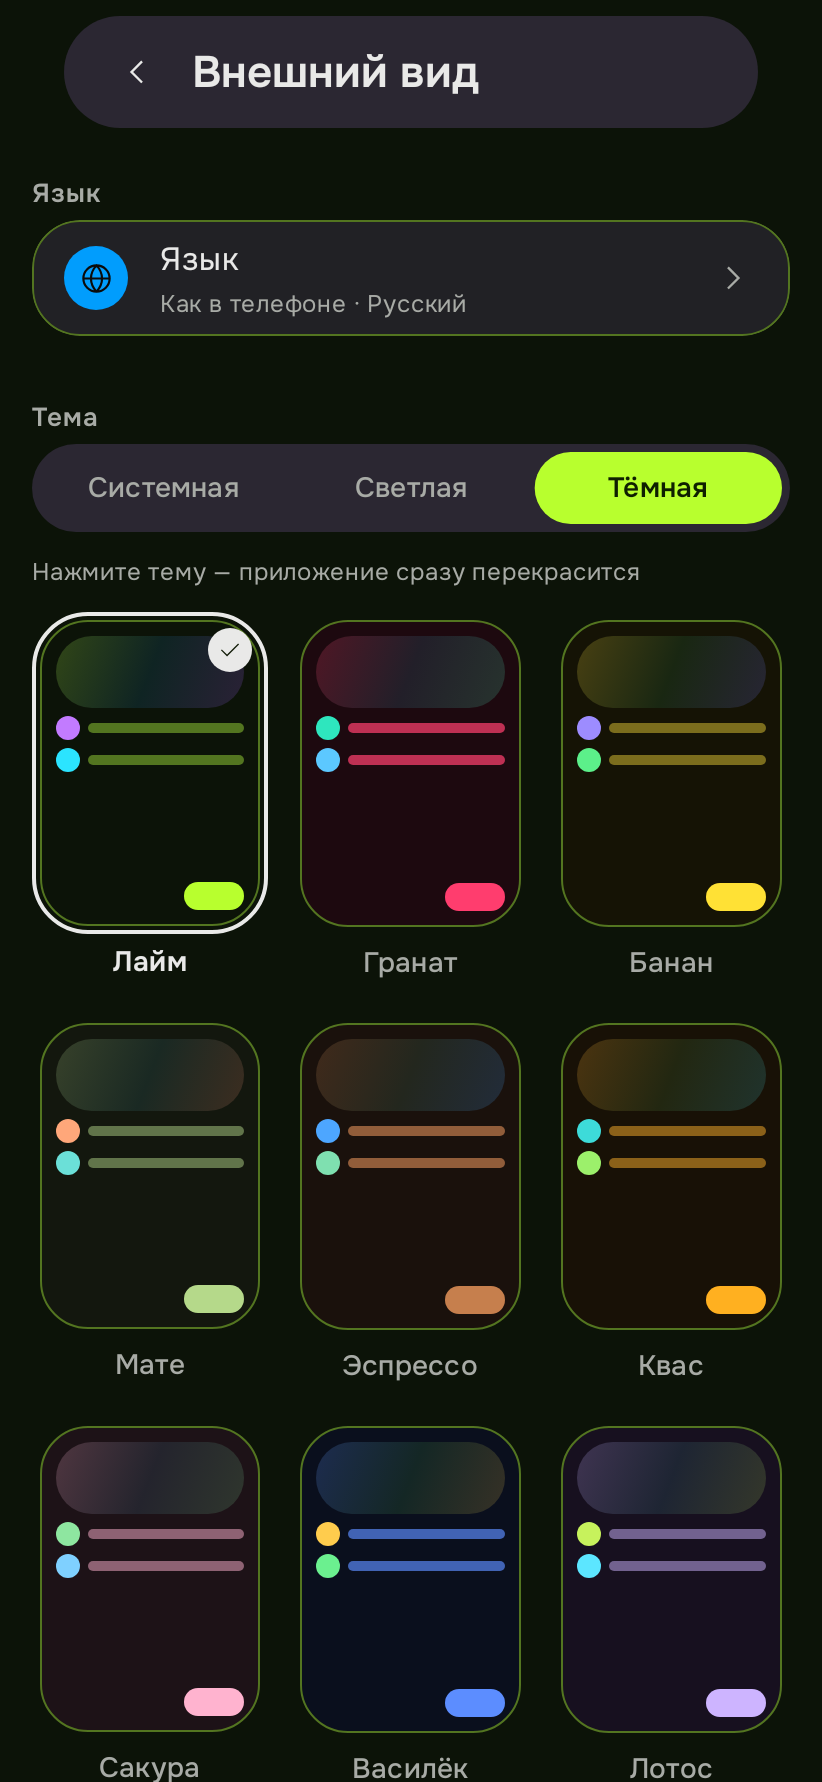 Внешний вид
Язык
Язык
Как в телефоне · Русский
Тема
Системная Светлая Тёмная
Нажмите тему — приложение сразу перекрасится
Лайм Гранат Банан
Мате Эспрессо Квас
Сакура Василёк Лотос